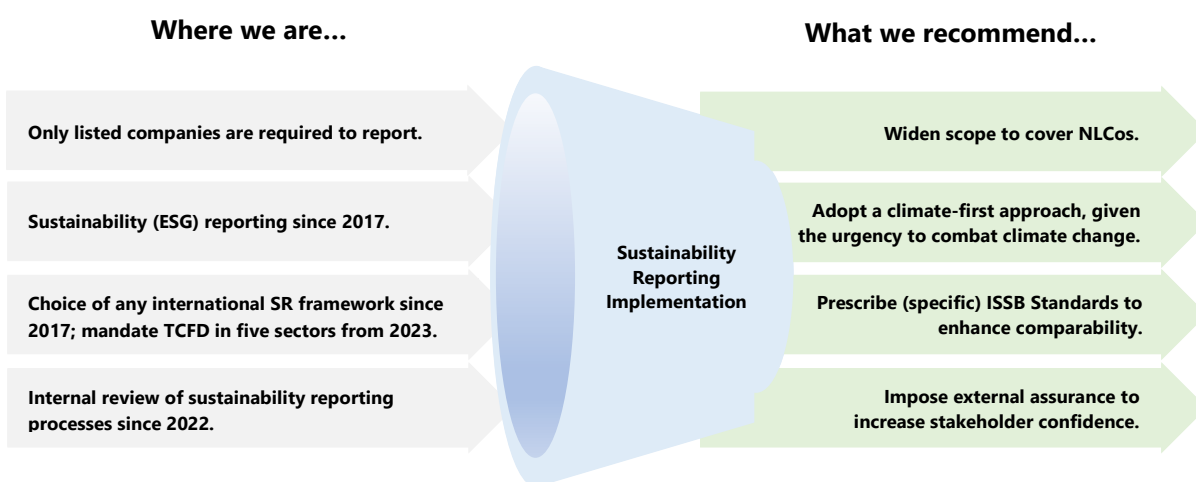 Where we are…
What we recommend…
Only listed companies are required to report.
Sustainability (ESG) reporting since 2017.
Choice of any international SR framework since
2017; mandate TCFD in five sectors from 2023.
Internal review of sustainability reporting
processes since 2022.
Sustainability
Reporting
Implementation
Widen scope to cover NLCos.
Adopt a climate-first approach, given
the urgency to combat climate change.
Prescribe (specific) ISSB Standards to
enhance comparability.
Impose external assurance to
increase stakeholder confidence.